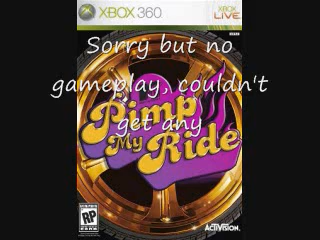 XBOX 360
XBOX
LIVE
Sorry but no
gameplay, couldn't
get any
Pimp
My Ride
RP
ACTIVISION